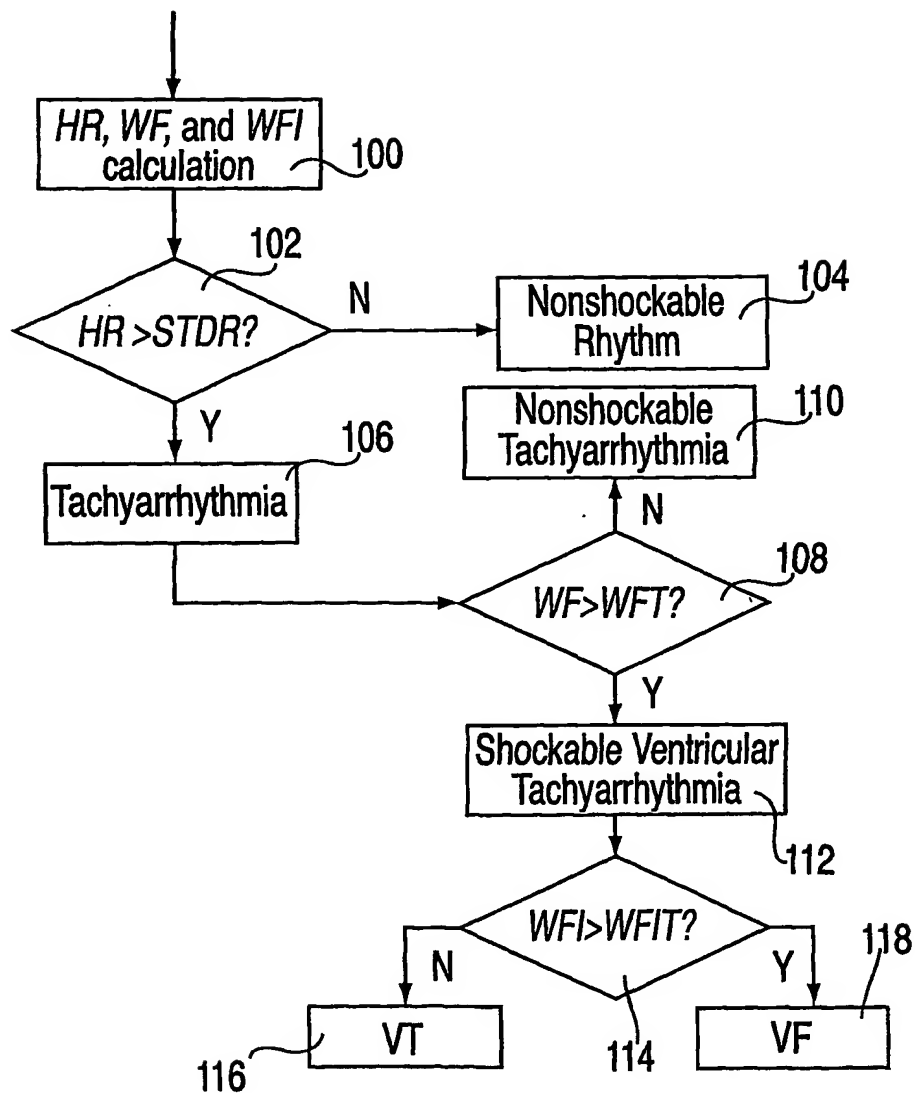 HR, WF, and WFI
calculation
100
102
HR >STDR?
N
Nonshockable
Rhythm
104
Y
Nonshockable
Tachyarrhythmia
110
106
Tachyarrhythmia
N
WF>WFT?
108
Y
Shockable Ventricular
Tachyarrhythmia
112
WFI>WFIT?
114
N
Y
118
VT
116
VF